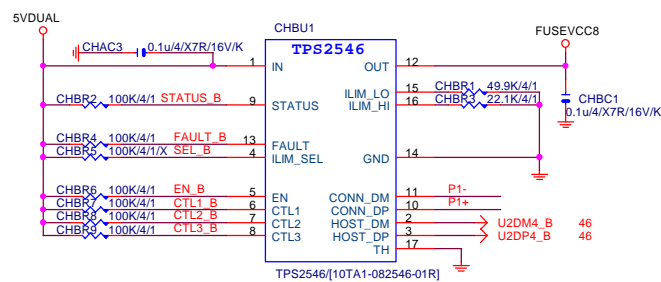 5VDUAL
CHBU1
FUSEVCC8
CHAC3 0.1u/4/X7R/16V/K
TPS2546
1 IN OUT 12
15 ILIM_LO CHBR1 49.9K/4/1
16 ILIM_HI CHBR3 22.1K/4/1
CHBC1
0.1u/4/X7R/16V/K
CHBR2 100K/4/1 STATUS_B 9 STATUS
CHBR4 100K/4/1 FAULT_B 13 FAULT
CHBR5 100K/4/1/X SEL_B 4 ILIM_SEL
GND 14
CHBR6 100K/4/1 EN_B 5 EN CONN_DM 11 P1-
CHBR7 100K/4/1 CTL1_B 6 CTL1 CONN_DP 10 P1+
CHBR8 100K/4/1 CTL2_B 7 CTL2 HOST_DM 2 U2DM4_B 46
CHBR9 100K/4/1 CTL3_B 8 CTL3 HOST_DP 3 U2DP4_B 46
TH 17
TPS2546/[10TA1-082546-01R]